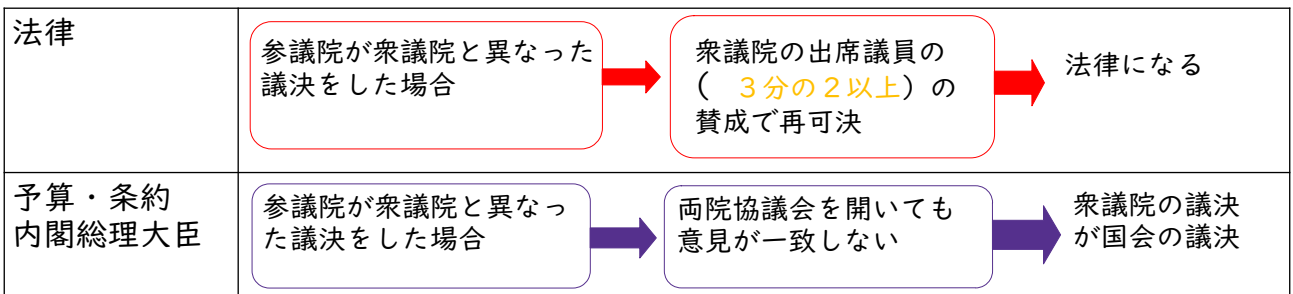 法律
参議院が衆議院と異なった
議決をした場合
衆議院の出席議員の
(　３分の２以上）の
賛成で再可決
法律になる
予算・条約
内閣総理大臣
参議院が衆議院と異なっ
た議決をした場合
両院協議会を開いても
意見が一致しない
衆議院の議決
が国会の議決